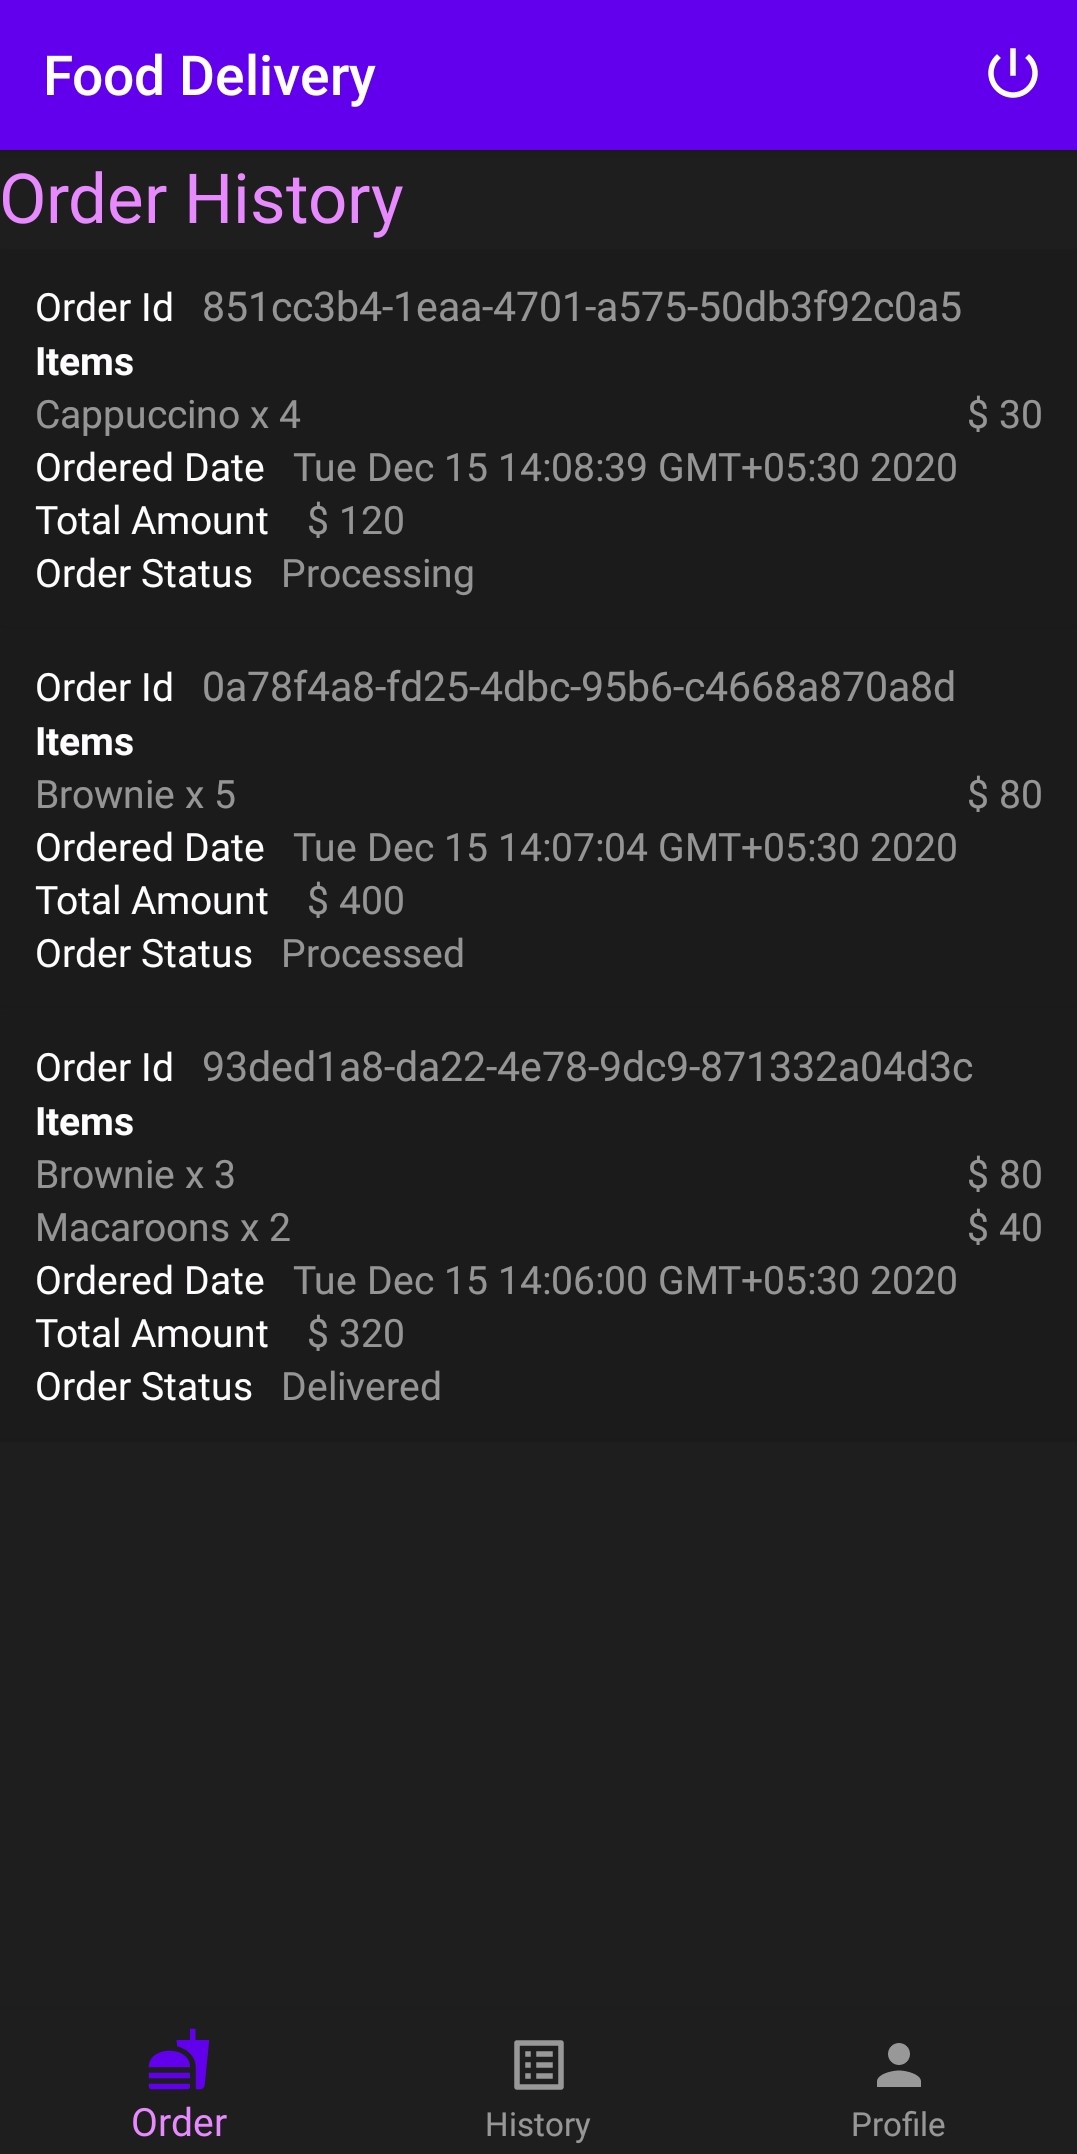 Food Delivery
Order History
Order Id 851cc3b4-1eaa-4701-a575-50db3f92c0a5
Items
Cappuccino x 4 $ 30
Ordered Date Tue Dec 15 14:08:39 GMT+05:30 2020
Total Amount $ 120
Order Status Processing
Order Id 0a78f4a8-fd25-4dbc-95b6-c4668a870a8d
Items
Brownie x 5 $ 80
Ordered Date Tue Dec 15 14:07:04 GMT+05:30 2020
Total Amount $ 400
Order Status Processed
Order Id 93ded1a8-da22-4e78-9dc9-871332a04d3c
Items
Brownie x 3 $ 80
Macaroons x 2 $ 40
Ordered Date Tue Dec 15 14:06:00 GMT+05:30 2020
Total Amount $ 320
Order Status Delivered
Order History Profile